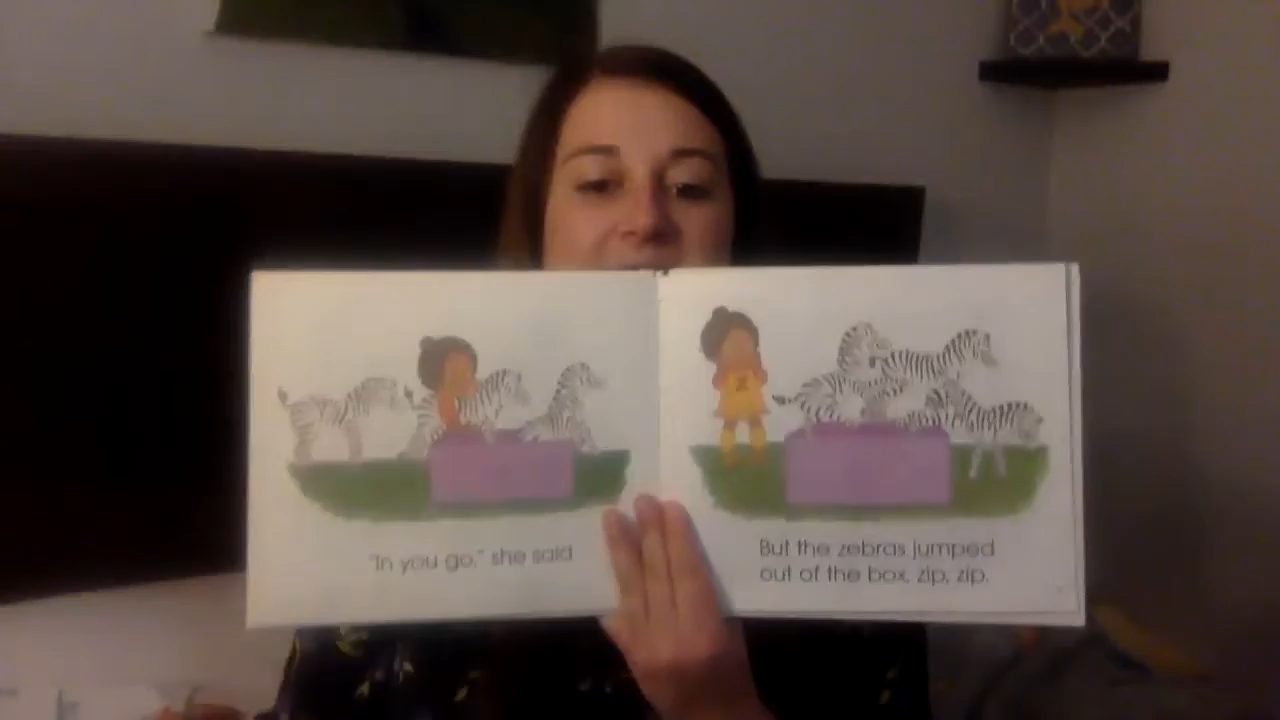 "In you go," she said
But the zebras jumped
out of the box, zip, zip.